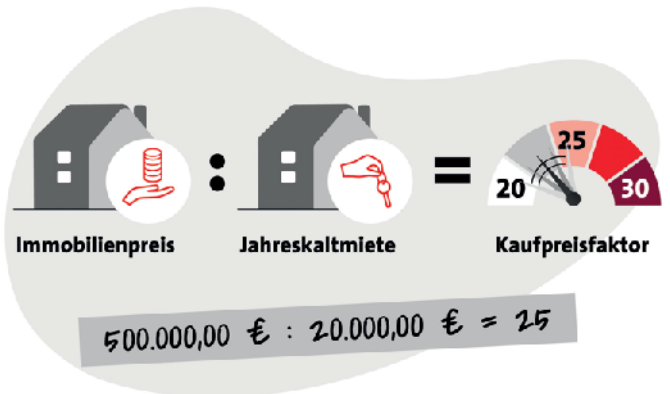 :
=
20
25
30
Immobilienpreis
Jahreskaltmiete
Kaufpreisfaktor
500.000,00 € : 20.000,00 € = 25